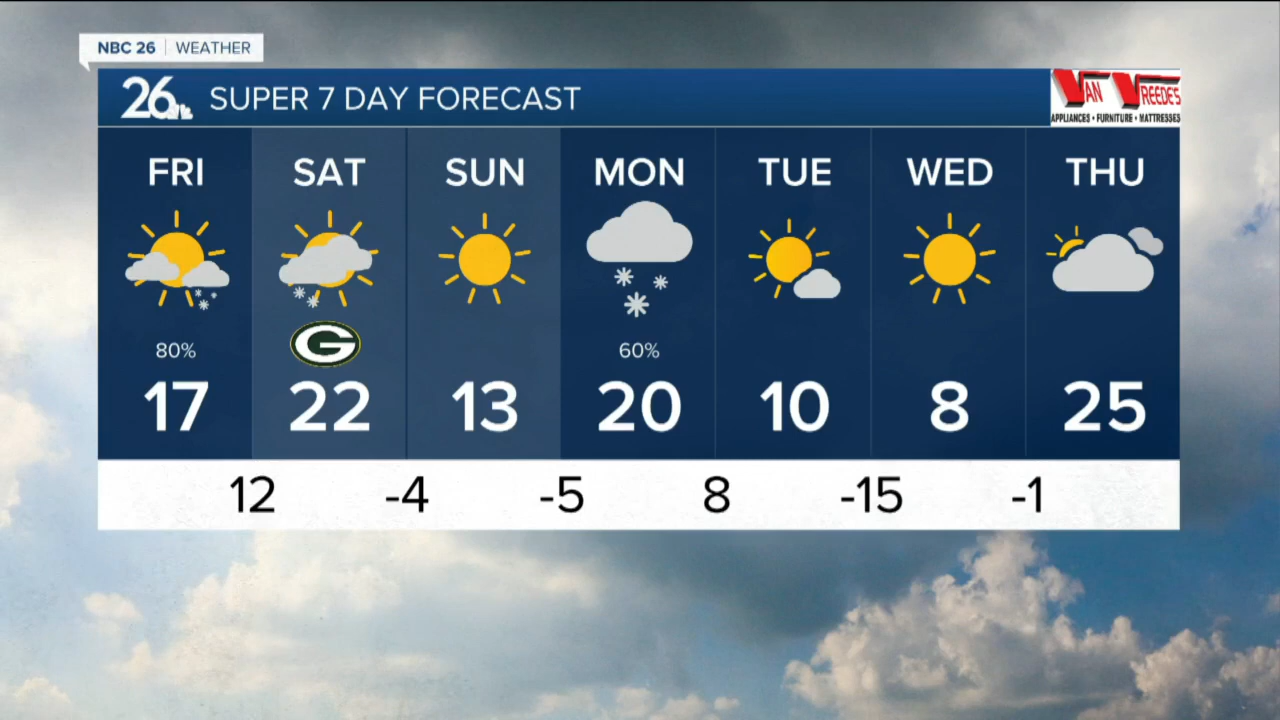 NBC 26 | WEATHER
26 SUPER 7 DAY FORECAST
VAN VREEDE'S
APPLIANCES • FURNITURE • MATTRESSES
FRI SAT SUN MON TUE WED THU
G
80% 60%
17 22 13 20 10 8 25
12 -4 -5 8 -15 -1